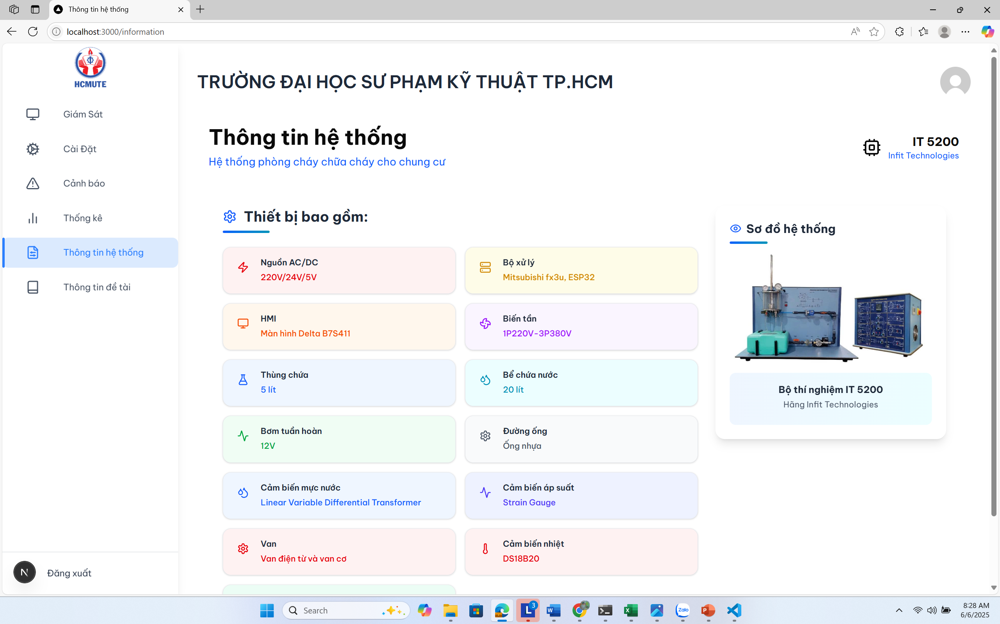 Thông tin hệ thống
localhost:3000/information
HCMUTE
Giám Sát
Cài Đặt
Cảnh báo
Thống kê
Thông tin hệ thống
Thông tin đề tài
N
Đăng xuất
TRƯỜNG ĐẠI HỌC SƯ PHẠM KỸ THUẬT TP.HCM
Thông tin hệ thống
Hệ thống phòng cháy chữa cháy cho chung cư
IT 5200
Infit Technologies
Thiết bị bao gồm:
Nguồn AC/DC
220V/24V/5V
Bộ xử lý
Mitsubishi fx3u, ESP32
HMI
Màn hình Delta B7S411
Biến tần
1P220V-3P380V
Thùng chứa
5 lít
Bể chứa nước
20 lít
Bơm tuần hoàn
12V
Đường ống
Ống nhựa
Cảm biến mực nước
Linear Variable Differential Transformer
Cảm biến áp suất
Strain Gauge
Van
Van điện từ và van cơ
Cảm biến nhiệt
DS18B20
Sơ đồ hệ thống
Bộ thí nghiệm IT 5200
Hãng Infit Technologies
Search
3
Zalo
8:28 AM
6/6/2025